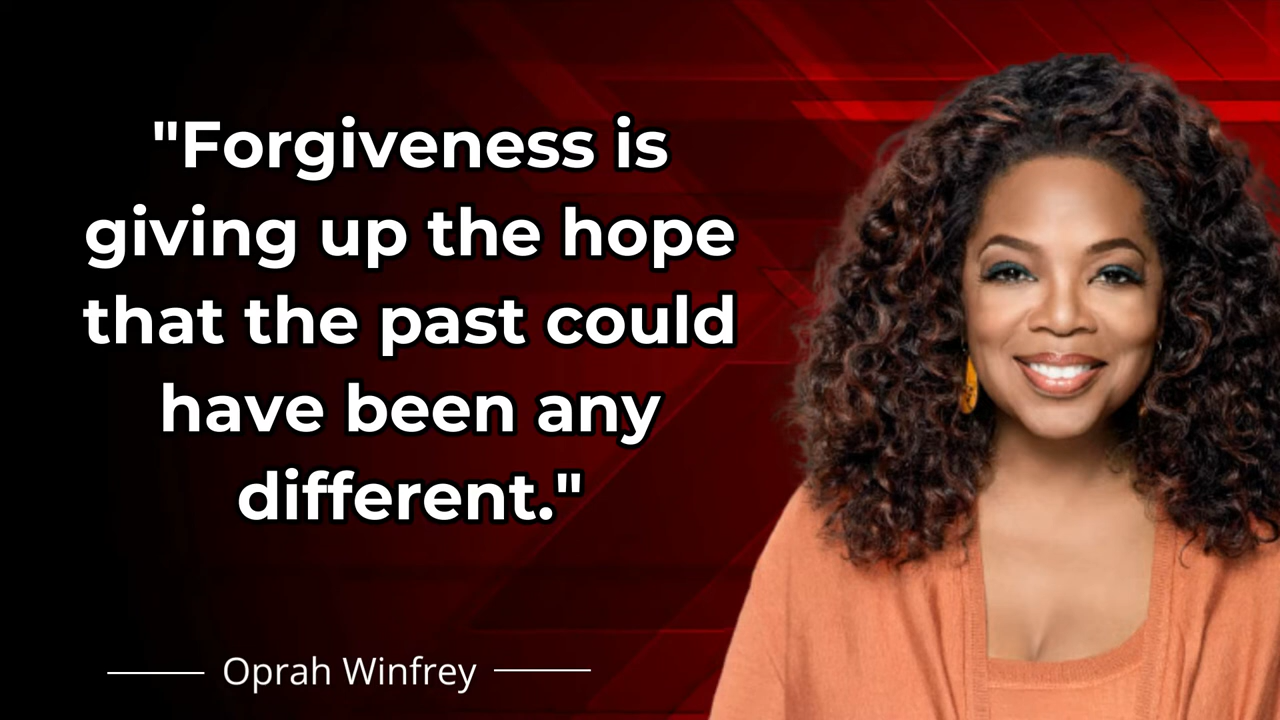 "Forgiveness is
giving up the hope
that the past could
have been any
different."
Oprah Winfrey